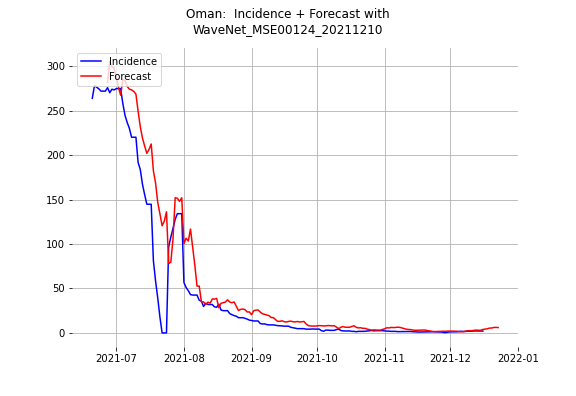 Oman:  Incidence + Forecast with
WaveNet_MSE00124_20211210
Incidence
Forecast
300
250
200
150
100
50
0
2021-07 2021-08 2021-09 2021-10 2021-11 2021-12 2022-01